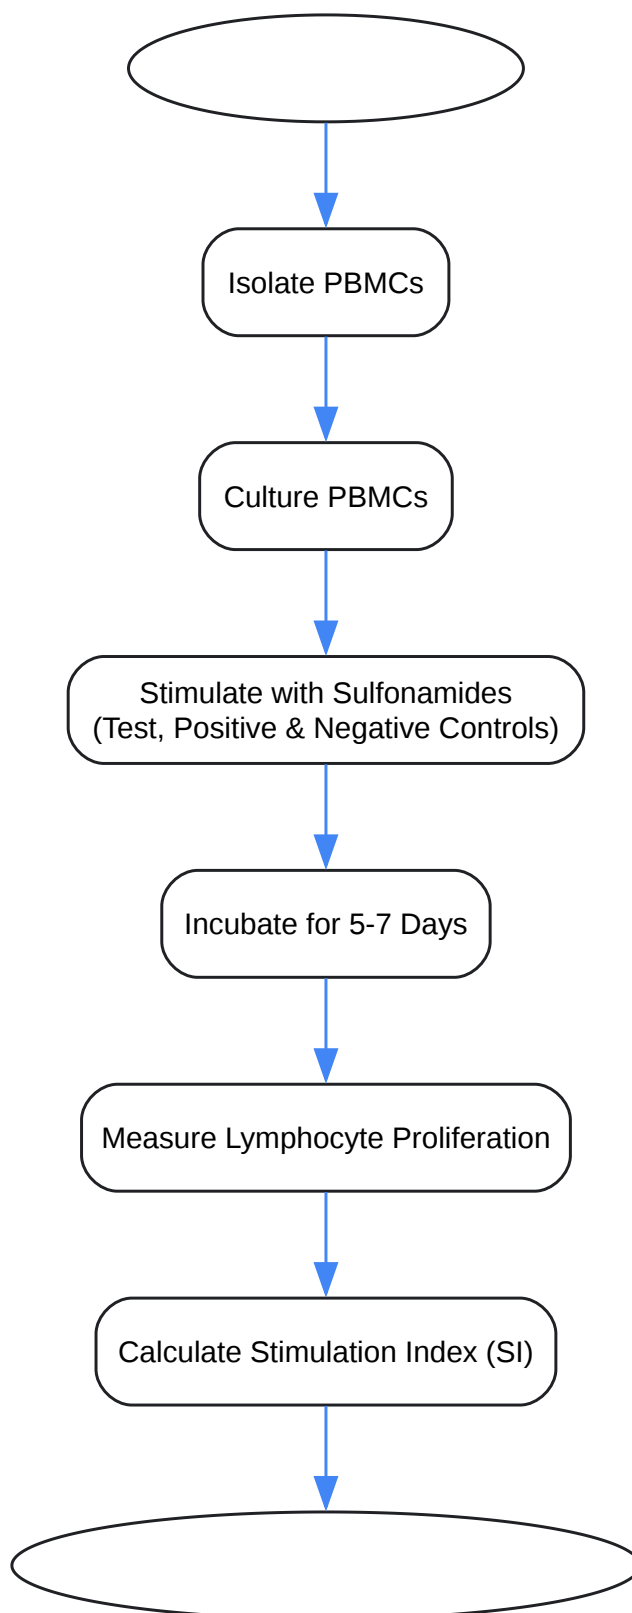 Isolate PBMCs
Culture PBMCs
Stimulate with Sulfonamides
(Test, Positive & Negative Controls)
Incubate for 5-7 Days
Measure Lymphocyte Proliferation
Calculate Stimulation Index (SI)